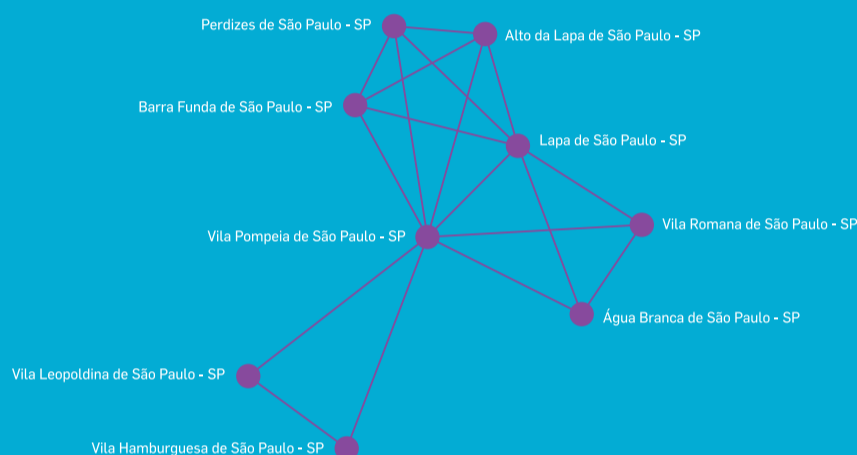 Perdizes de São Paulo - SP
Alto da Lapa de São Paulo - SP
Barra Funda de São Paulo - SP
Lapa de São Paulo - SP
Vila Romana de São Paulo - SP
Vila Pompeia de São Paulo - SP
Água Branca de São Paulo - SP
Vila Leopoldina de São Paulo - SP
Vila Hamburguesa de São Paulo - SP